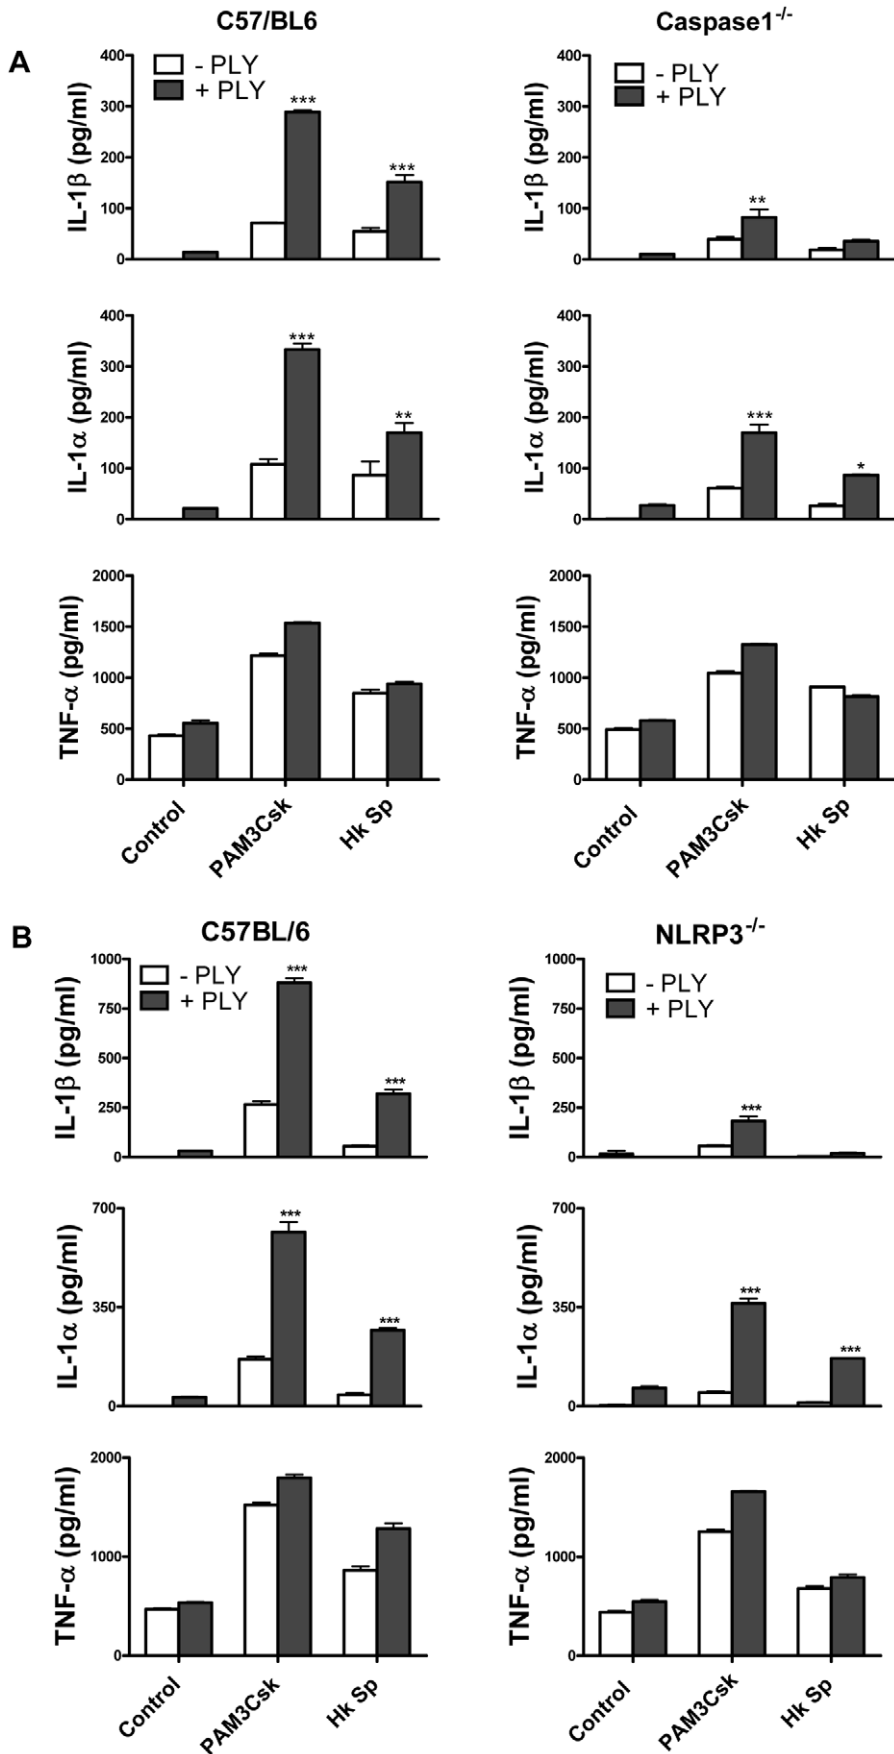 C57/BL6
Caspase1-/-
A
400
300
200
100
0
IL-1β (pg/ml)
- PLY
+ PLY
***
***
400
300
200
100
0
IL-1β (pg/ml)
- PLY
+ PLY
**
400
300
200
100
0
IL-1α (pg/ml)
***
**
400
300
200
100
0
IL-1α (pg/ml)
***
*
2000
1500
1000
500
0
TNF-α (pg/ml)
Control
PAM3Csk
Hk Sp
2000
1500
1000
500
0
TNF-α (pg/ml)
Control
PAM3Csk
Hk Sp
B
C57BL/6
NLRP3-/-
1000
750
500
250
0
IL-1β (pg/ml)
- PLY
+ PLY
***
***
1000
750
500
250
0
IL-1β (pg/ml)
- PLY
+ PLY
***
700
350
0
IL-1α (pg/ml)
***
***
700
350
0
IL-1α (pg/ml)
***
***
2000
1000
0
TNF-α (pg/ml)
Control
PAM3Csk
Hk Sp
2000
1000
0
TNF-α (pg/ml)
Control
PAM3Csk
Hk Sp